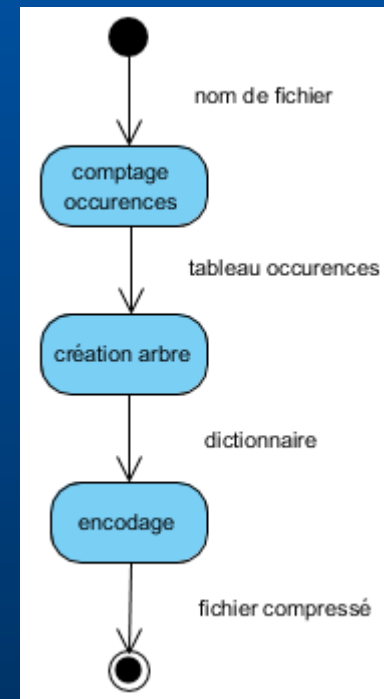 nom de fichier
comptage
occurences
tableau occurences
création arbre
dictionnaire
encodage
fichier compressé